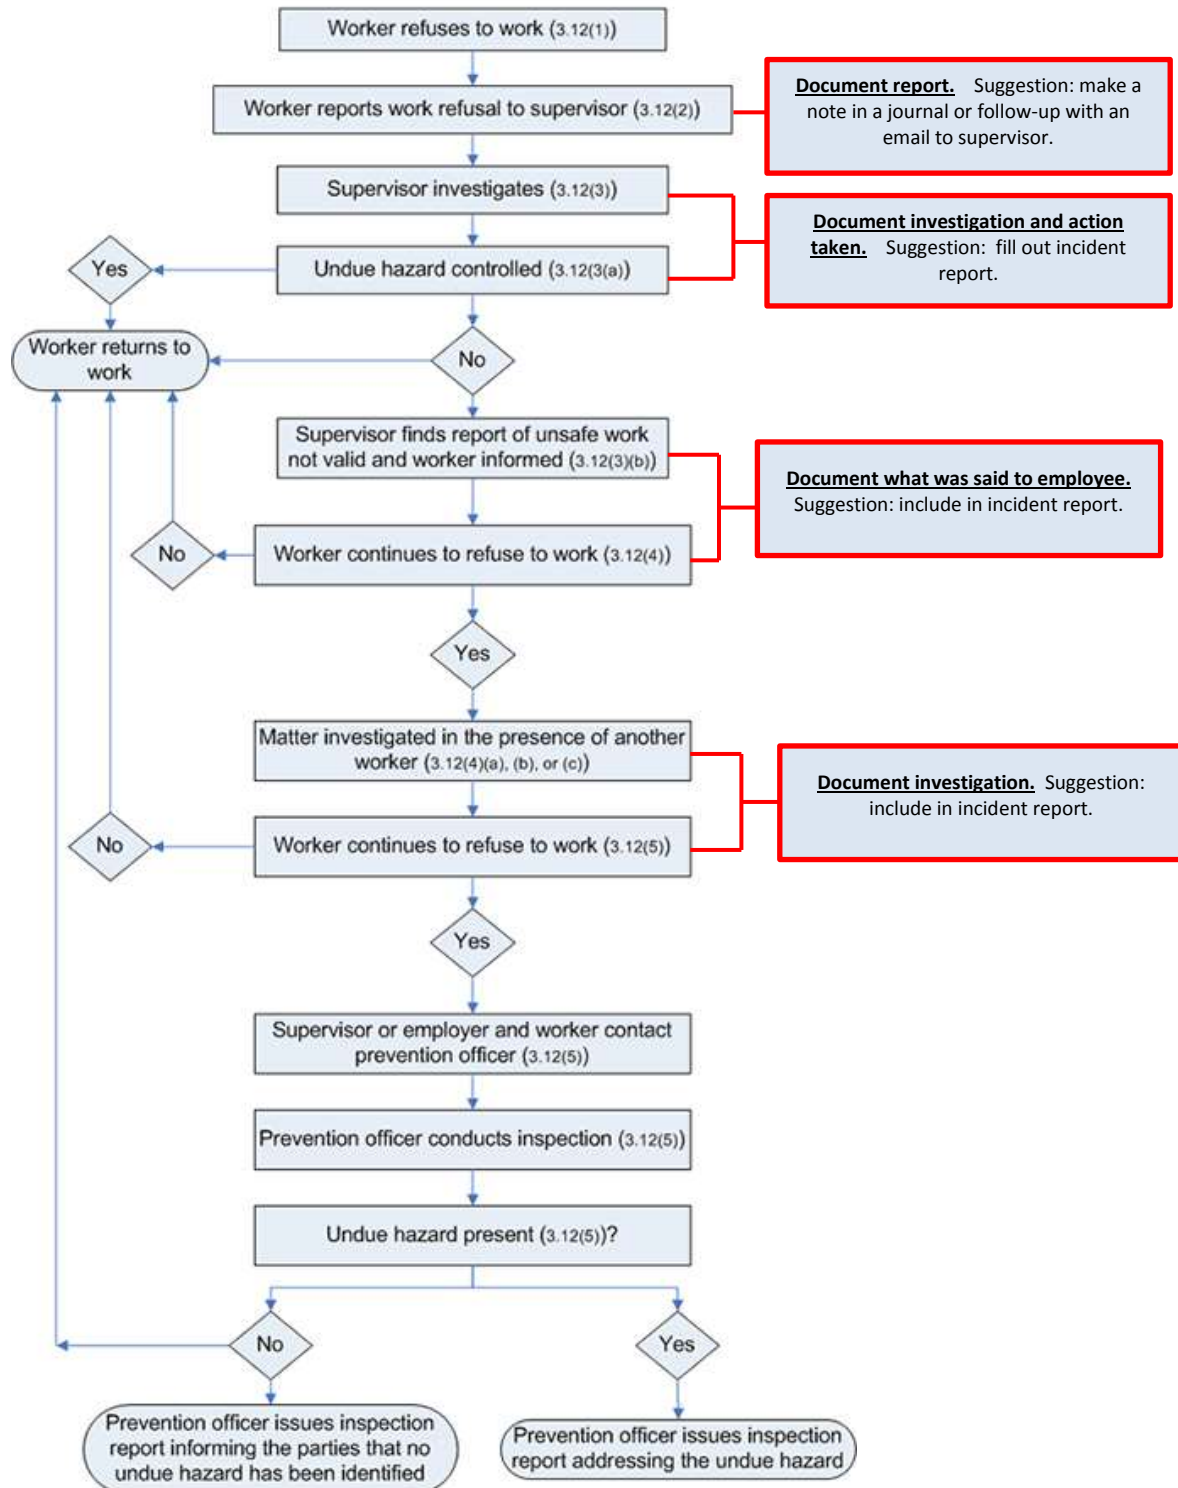 Worker refuses to work (3.12(1))
Worker reports work refusal to supervisor (3.12(2))
Document report. Suggestion: make a
note in a journal or follow-up with an
email to supervisor.
Supervisor investigates (3.12(3))
Document investigation and action
taken. Suggestion: fill out incident
report.
Undue hazard controlled (3.12(3(a))
Yes
Worker returns to
work
No
Supervisor finds report of unsafe work
not valid and worker informed (3.12(3)(b))
Document what was said to employee.
Suggestion: include in incident report.
Worker continues to refuse to work (3.12(4))
No
Yes
Matter investigated in the presence of another
worker (3.12(4)(a), (b), or (c))
Document investigation. Suggestion:
include in incident report.
Worker continues to refuse to work (3.12(5))
No
Yes
Supervisor or employer and worker contact
prevention officer (3.12(5))
Prevention officer conducts inspection (3.12(5))
Undue hazard present (3.12(5))?
No
Yes
Prevention officer issues inspection
report informing the parties that no
undue hazard has been identified
Prevention officer issues inspection
report addressing the undue hazard